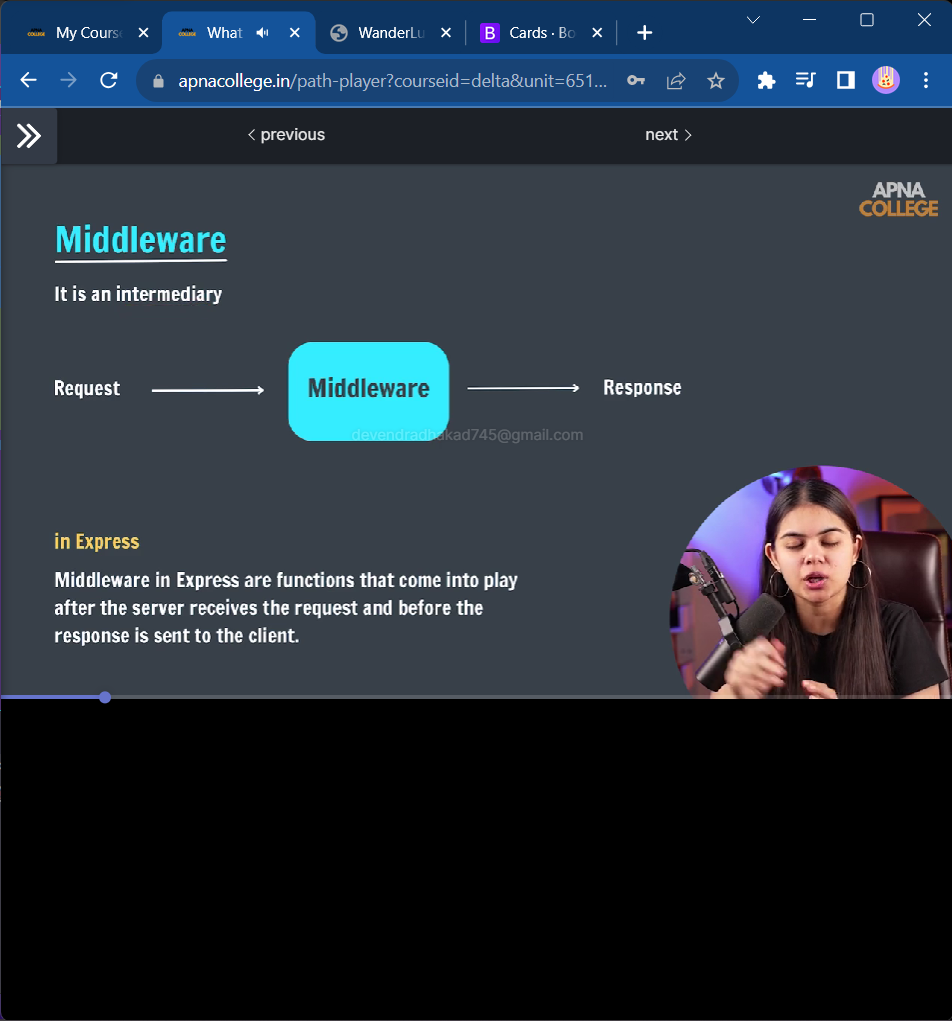 My Cours
What
WanderLu
B
Cards · Bo
apnacollege.in/path-player?courseid=delta&unit=651...
previous
next
APNA
COLLEGE
Middleware
It is an intermediary
Request
Middleware
Response
devendradhakad745@gmail.com
in Express
Middleware in Express are functions that come into play
after the server receives the request and before the
response is sent to the client.